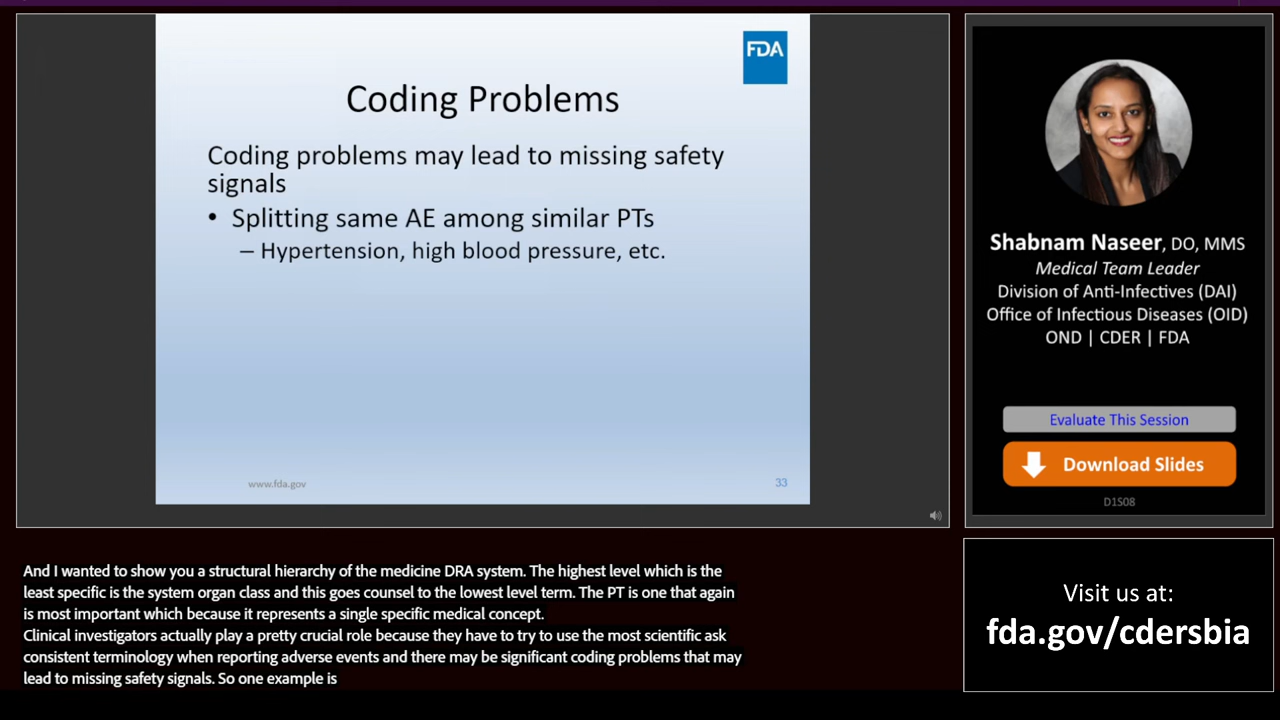 FDA
Coding Problems
Coding problems may lead to missing safety
signals
• Splitting same AE among similar PTs
– Hypertension, high blood pressure, etc.
www.fda.gov
33
Shabnam Naseer, DO, MMS
Medical Team Leader
Division of Anti-Infectives (DAI)
Office of Infectious Diseases (OID)
OND | CDER | FDA
Evaluate This Session
Download Slides
D1S08
And I wanted to show you a structural hierarchy of the medicine DRA system. The highest level which is the
least specific is the system organ class and this goes counsel to the lowest level term. The PT is one that again
is most important which because it represents a single specific medical concept.
Clinical investigators actually play a pretty crucial role because they have to try to use the most scientific ask
consistent terminology when reporting adverse events and there may be significant coding problems that may
lead to missing safety signals. So one example is
Visit us at:
fda.gov/cdersbia